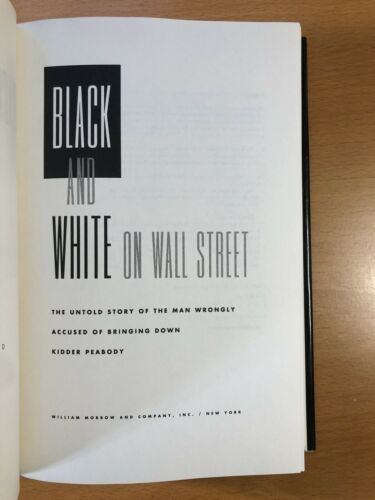 BLACK
AND
WHITE ON WALL STREET
THE UNTOLD STORY OF THE MAN WRONGLY
ACCUSED OF BRINGING DOWN
KIDDER PEABODY
WILLIAM MORROW AND COMPANY, INC. / NEW YORK
D